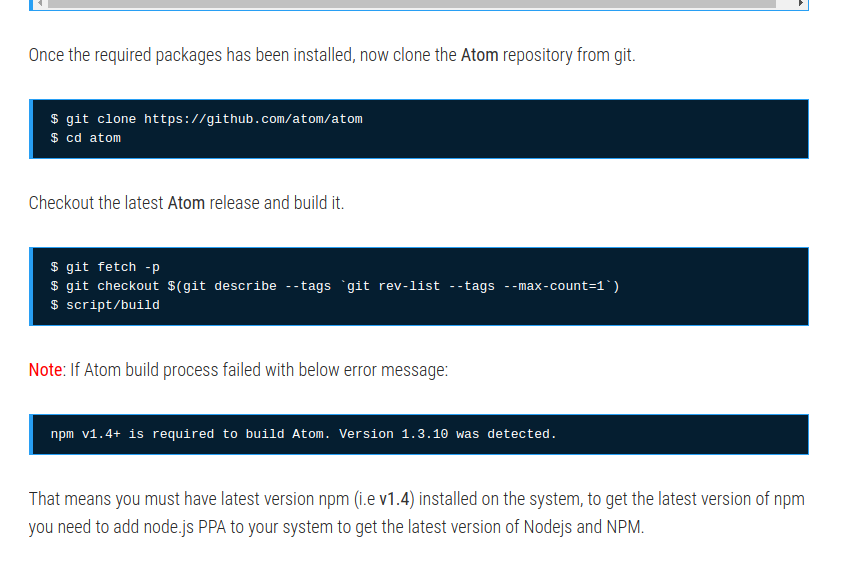 Once the required packages has been installed, now clone the Atom repository from git.
$ git clone https://github.com/atom/atom
$ cd atom
Checkout the latest Atom release and build it.
$ git fetch -p
$ git checkout $(git describe --tags `git rev-list --tags --max-count=1`)
$ script/build
Note: If Atom build process failed with below error message:
npm v1.4+ is required to build Atom. Version 1.3.10 was detected.
That means you must have latest version npm (i.e v1.4) installed on the system, to get the latest version of npm
you need to add node.js PPA to your system to get the latest version of Nodejs and NPM.